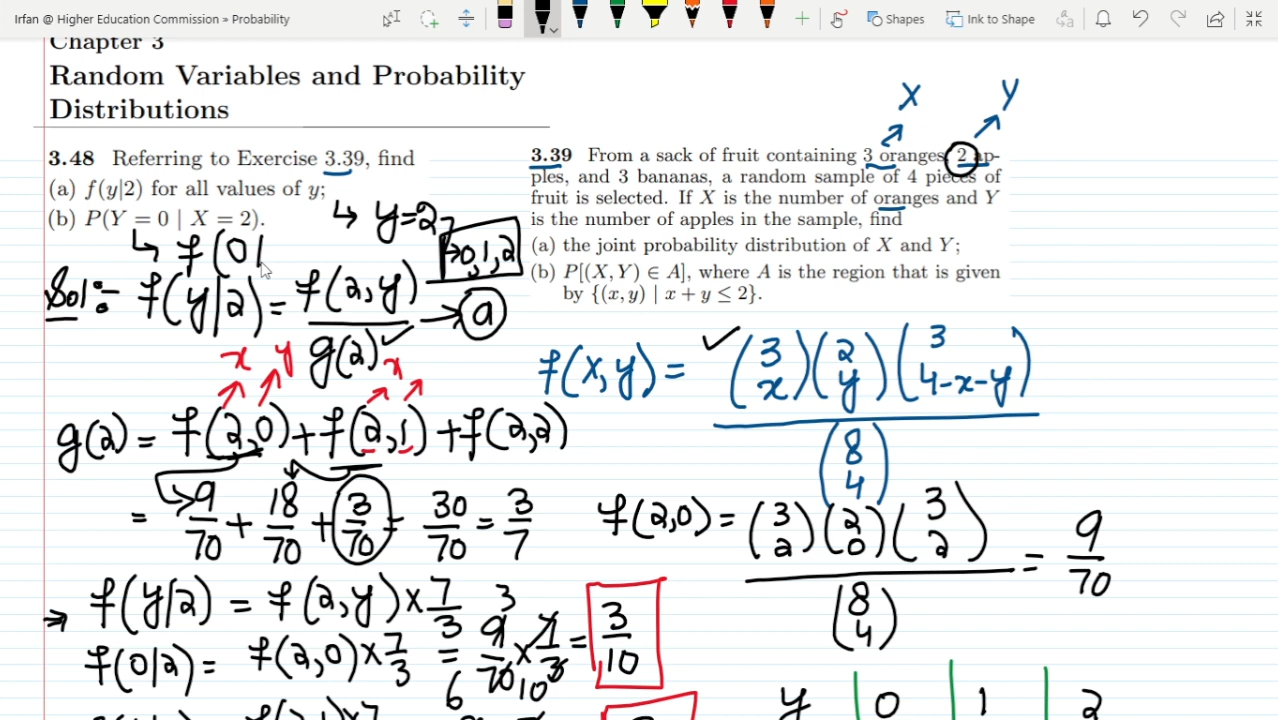 Irfan @ Higher Education Commission » Probability
Shapes
Ink to Shape
Chapter 3
Random Variables and Probability
Distributions
3.48 Referring to Exercise 3.39, find
(a) f(y|2) for all values of y;
(b) P(Y = 0 | X = 2).
↳ y=2,
↳ f(0|
→0,1,2
Sol:- f(y|2) = f(2,y)/g(2) ✓ → a
x y x
g(2) = f(2,0)+f(2,1)+f(2,2)
= 9/70 + 18/70 + 3/70 = 30/70 = 3/7
⇒ f(y|2) = f(2,y)×7/3
f(0|2) = f(2,0)×7/3 = 9/70 × 7/3 = 3/10
3
10
6
X Y
3.39 From a sack of fruit containing 3 oranges, 2 ap-
ples, and 3 bananas, a random sample of 4 pieces of
fruit is selected. If X is the number of oranges and Y
is the number of apples in the sample, find
(a) the joint probability distribution of X and Y;
(b) P[(X, Y) ∈ A], where A is the region that is given
by {(x, y) | x + y ≤ 2}.
f(x,y) = ✓ (3 x)(2 y)(3 4-x-y) / (8 4)
f(2,0) = (3 2)(2 0)(3 2) / (8 4) = 9/70
y | 0 | 1 | 2